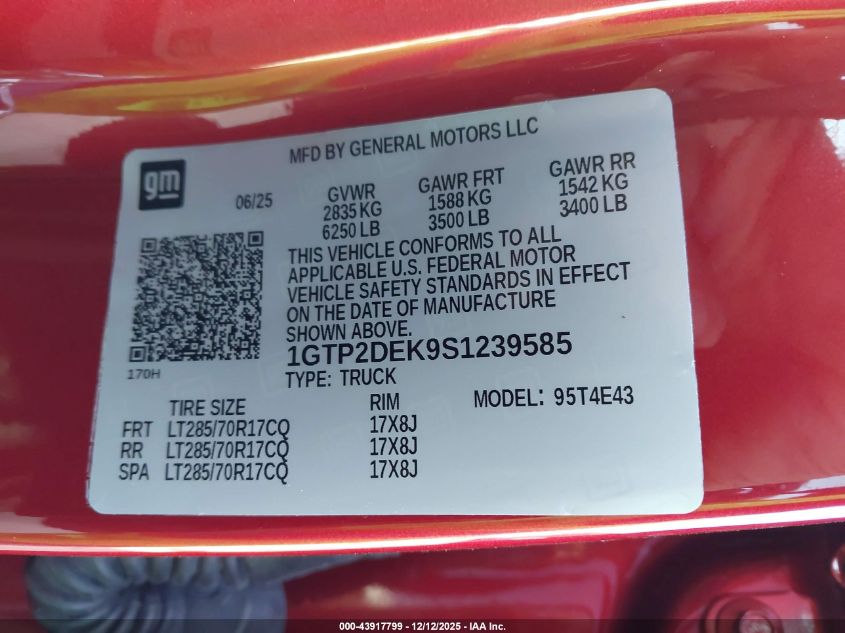 gm
MFD BY GENERAL MOTORS LLC
06/25
GVWR
2835 KG
6250 LB
GAWR FRT
1588 KG
3500 LB
GAWR RR
1542 KG
3400 LB
THIS VEHICLE CONFORMS TO ALL
APPLICABLE U.S. FEDERAL MOTOR
VEHICLE SAFETY STANDARDS IN EFFECT
ON THE DATE OF MANUFACTURE
SHOWN ABOVE.
170H
1GTP2DEK9S1239585
TYPE: TRUCK
MODEL: 95T4E43
TIRE SIZE RIM
FRT LT285/70R17CQ 17X8J
RR LT285/70R17CQ 17X8J
SPA LT285/70R17CQ 17X8J
000-43917799 - 12/12/2025 - IAA Inc.